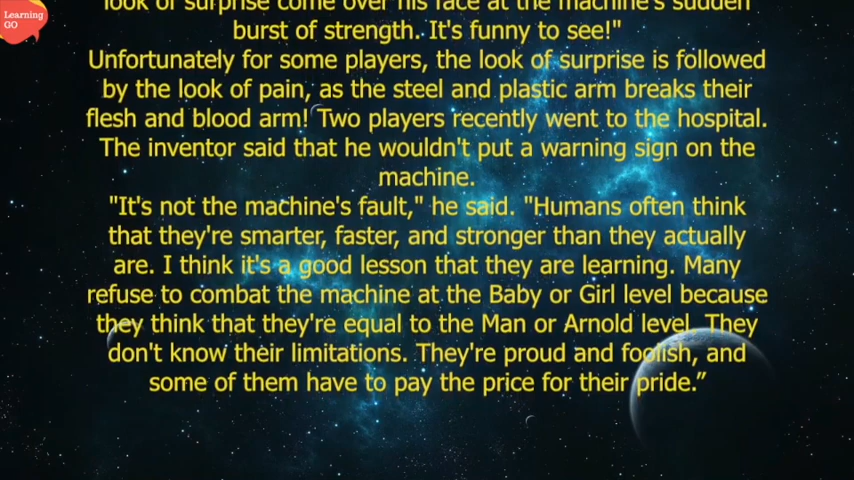 Learning
GO
look of surprise come over his face at the machine's sudden
burst of strength. It's funny to see!"
Unfortunately for some players, the look of surprise is followed
by the look of pain, as the steel and plastic arm breaks their
flesh and blood arm! Two players recently went to the hospital.
The inventor said that he wouldn't put a warning sign on the
machine.
"It's not the machine's fault," he said. "Humans often think
that they're smarter, faster, and stronger than they actually
are. I think it's a good lesson that they are learning. Many
refuse to combat the machine at the Baby or Girl level because
they think that they're equal to the Man or Arnold level. They
don't know their limitations. They're proud and foolish, and
some of them have to pay the price for their pride.”